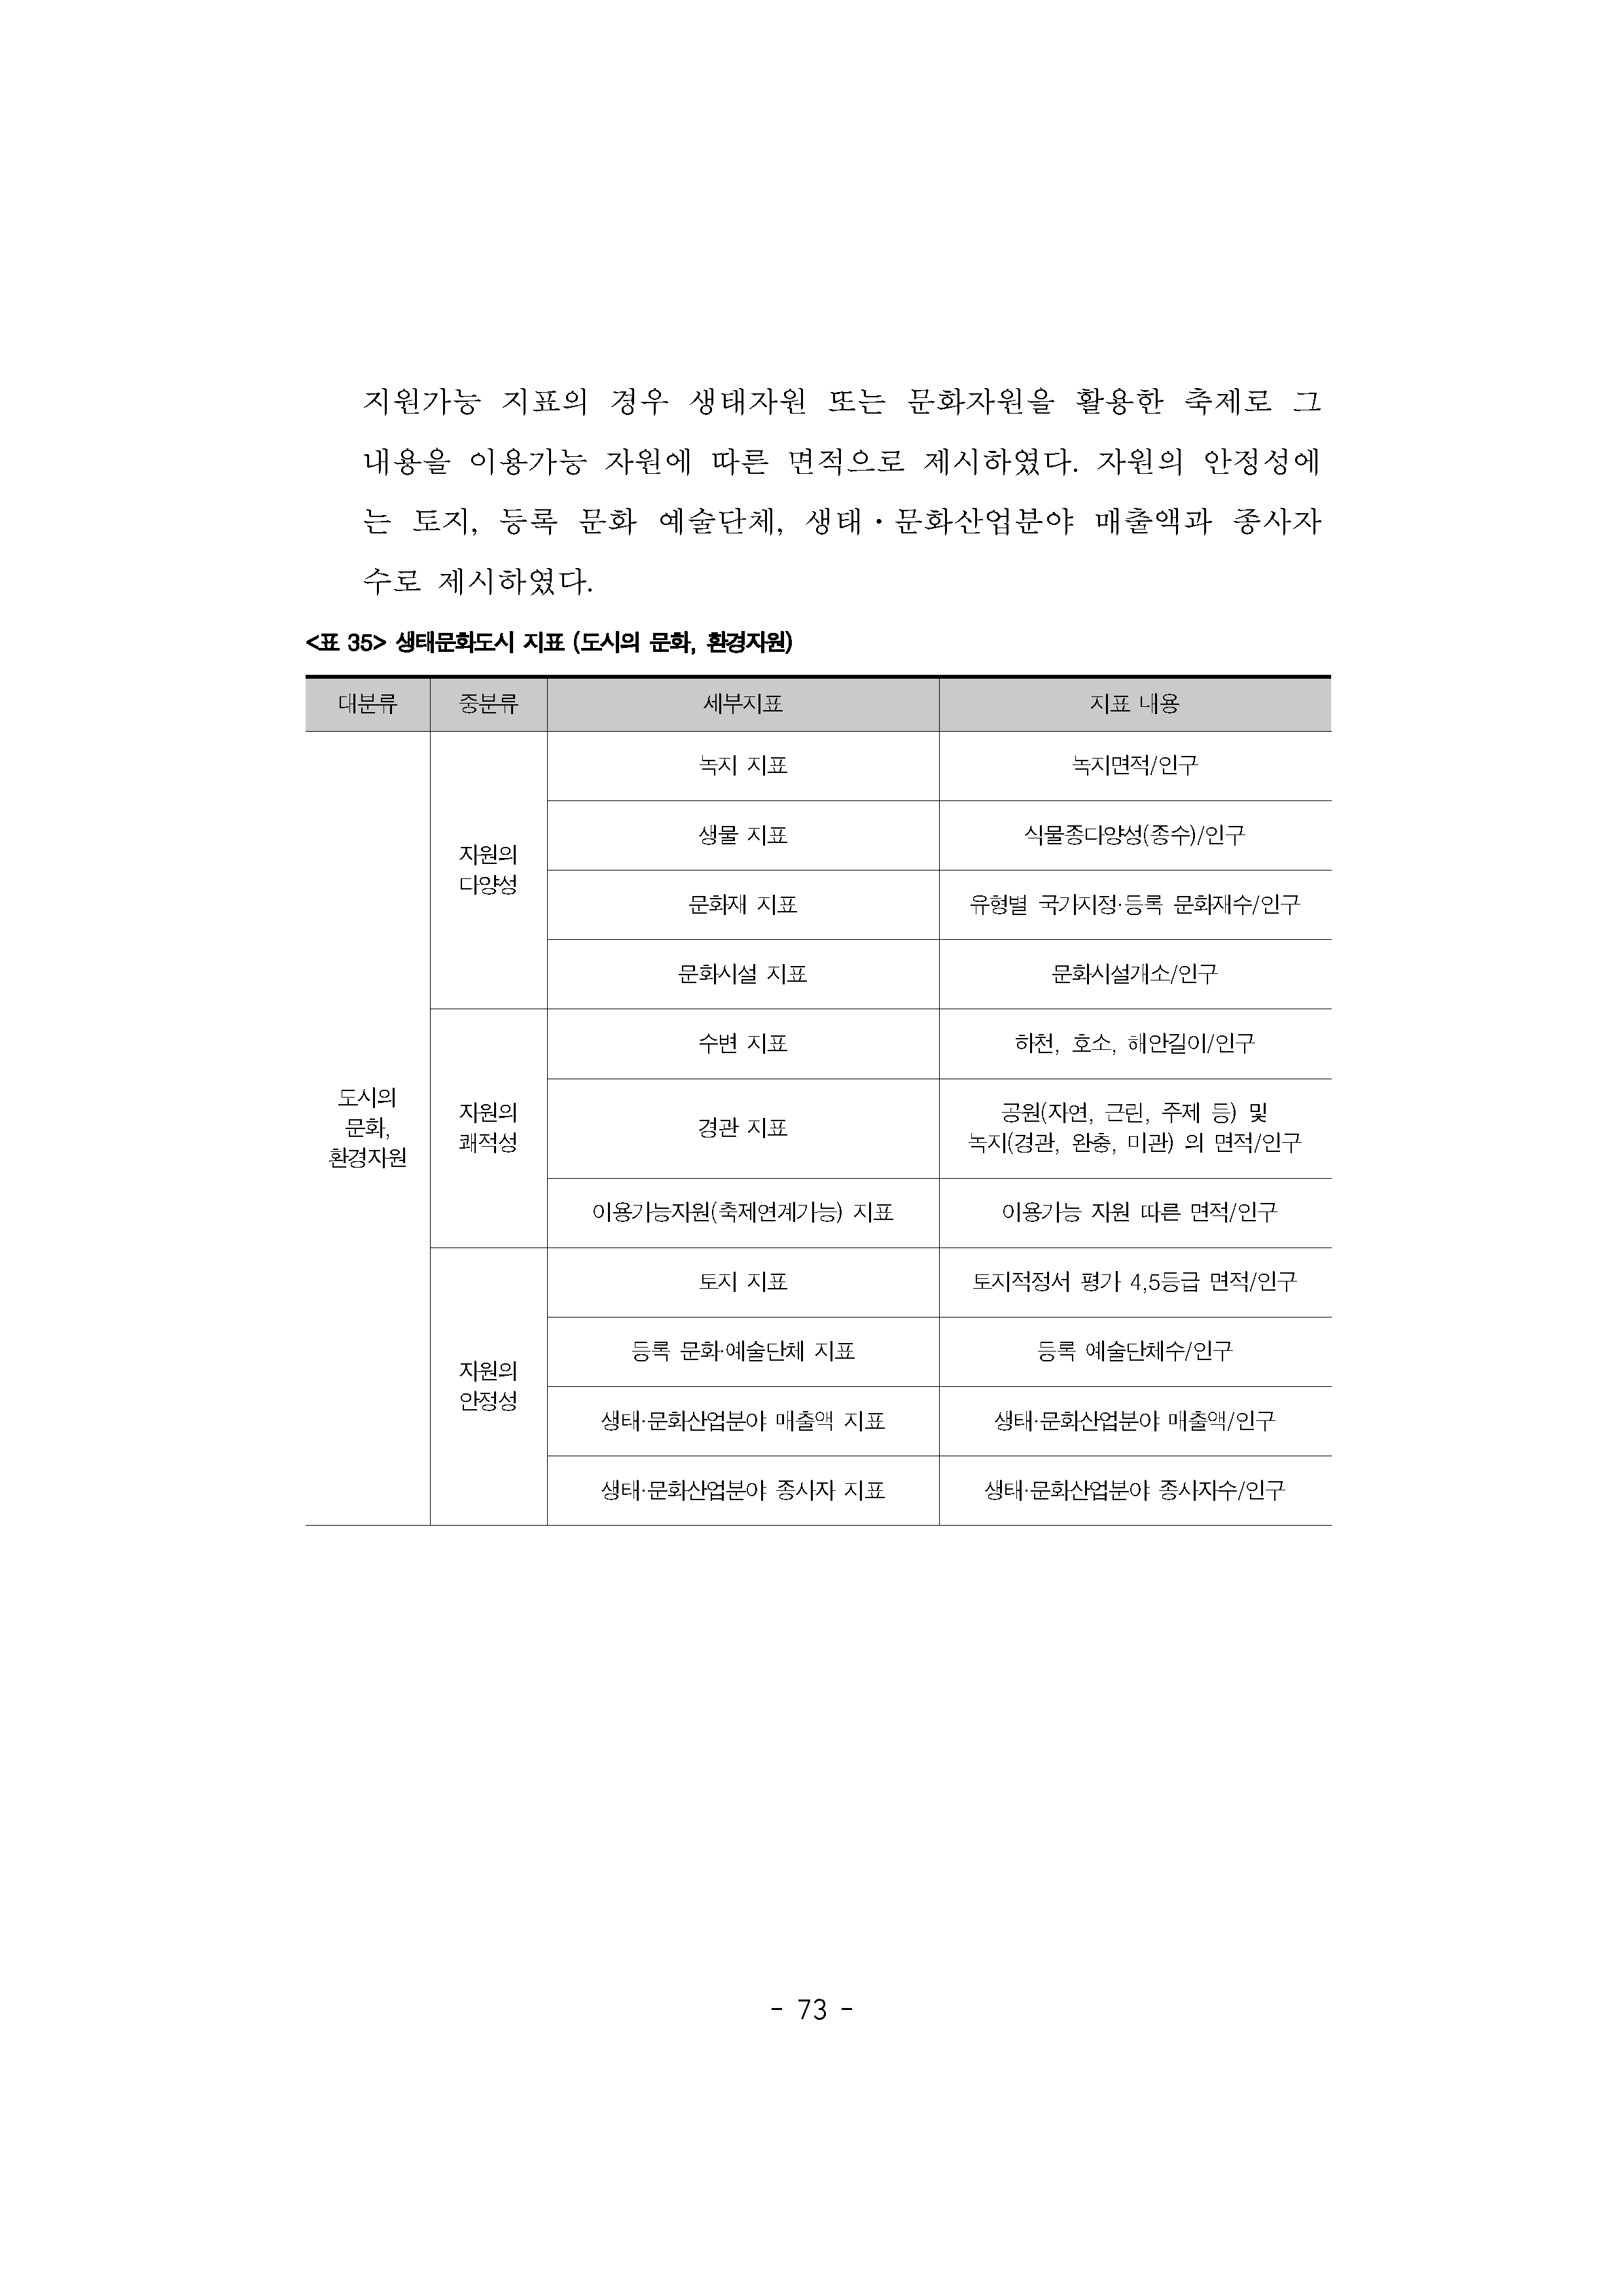 지원가능 지표의 경우 생태자원 또는 문화자원을 활용한 축제로 그
내용을 이용가능 자원에 따른 면적으로 제시하였다. 자원의 안정성에
는 토지, 등록 문화 예술단체, 생태・문화산업분야 매출액과 종사자
수로 제시하였다.
<표 35> 생태문화도시 지표 (도시의 문화, 환경자원)
대분류 중분류 세부지표 지표 내용
도시의
문화,
환경자원
자원의
다양성
녹지 지표 녹지면적/인구
생물 지표 식물종다양성(종수)/인구
문화재 지표 유형별 국가지정·등록 문화재수/인구
문화시설 지표 문화시설개소/인구
자원의
쾌적성
수변 지표 하천, 호소, 해안길이/인구
경관 지표 공원(자연, 근린, 주제 등) 및
녹지(경관, 완충, 미관) 의 면적/인구
이용가능자원(축제연계가능) 지표 이용가능 자원 따른 면적/인구
자원의
안정성
토지 지표 토지적정서 평가 4,5등급 면적/인구
등록 문화·예술단체 지표 등록 예술단체수/인구
생태·문화산업분야 매출액 지표 생태·문화산업분야 매출액/인구
생태·문화산업분야 종사자 지표 생태·문화산업분야 종사자수/인구
- 73 -